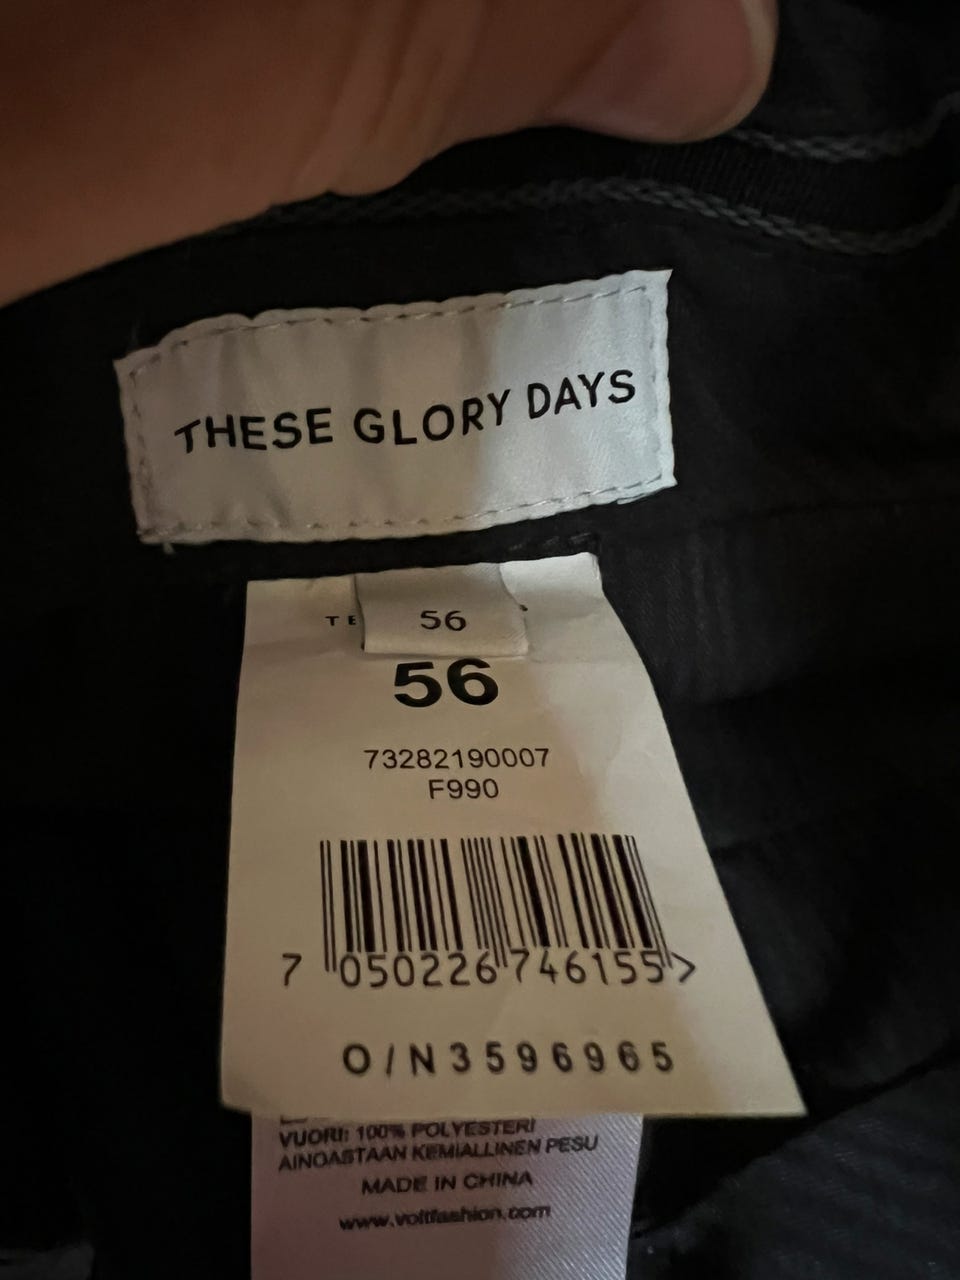 THESE GLORY DAYS
56
56
73282190007
F990
7 050226 746155 >
O/N3596965
VUORI: 100% POLYESTERI
AINOASTAAN KEMIALLINEN PESU
MADE IN CHINA
www.voltfashion.com